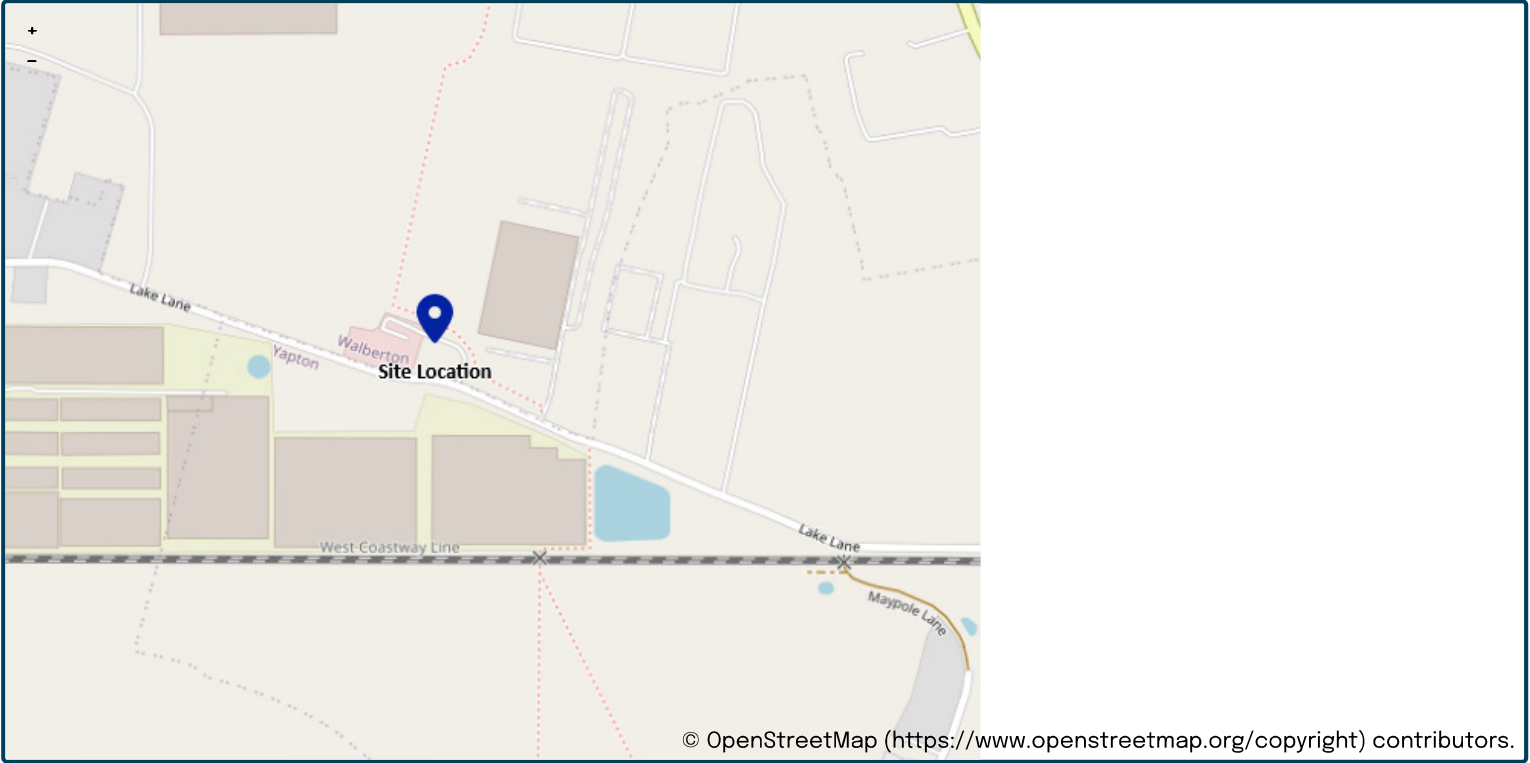 +
–
Lake Lane
Walberton
Yapton
Site Location
Lake Lane
West Coastway Line
Maypole Lane
© OpenStreetMap (https://www.openstreetmap.org/copyright) contributors.